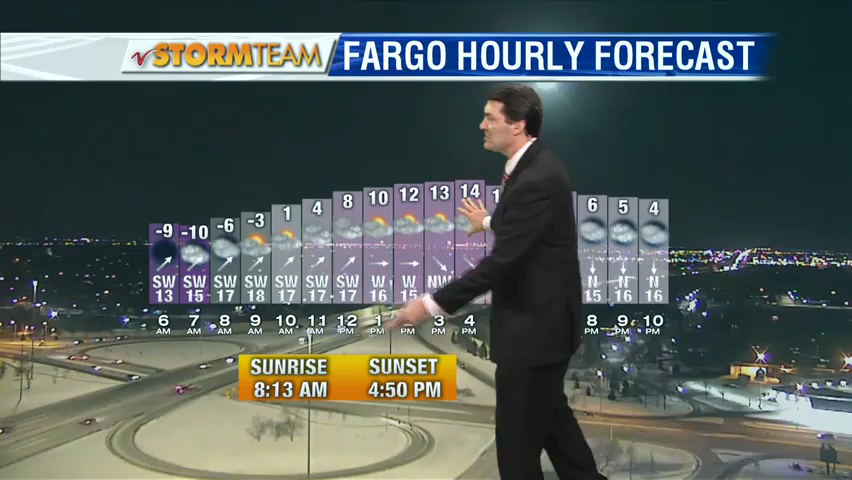 STORMTEAM
FARGO HOURLY FORECAST
-9 -10 -6 -3 1 4 8 10 12 13 14 6 5 4
SW SW SW SW SW SW SW W W NW N N N
13 15 17 18 17 17 17 16 15 15 16 16
6 7 8 9 10 11 12 1 2 3 4 8 9 10
AM AM AM AM AM AM PM PM PM PM PM PM PM
SUNRISE SUNSET
8:13 AM 4:50 PM